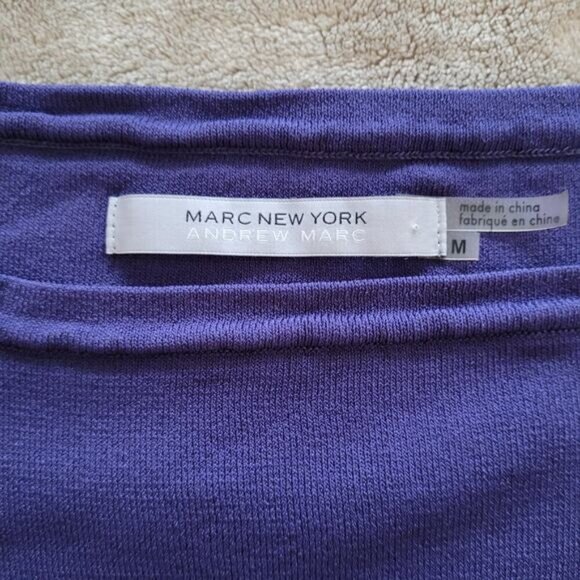 MARC NEW YORK
ANDREW MARC
made in china
fabriqué en chine
M